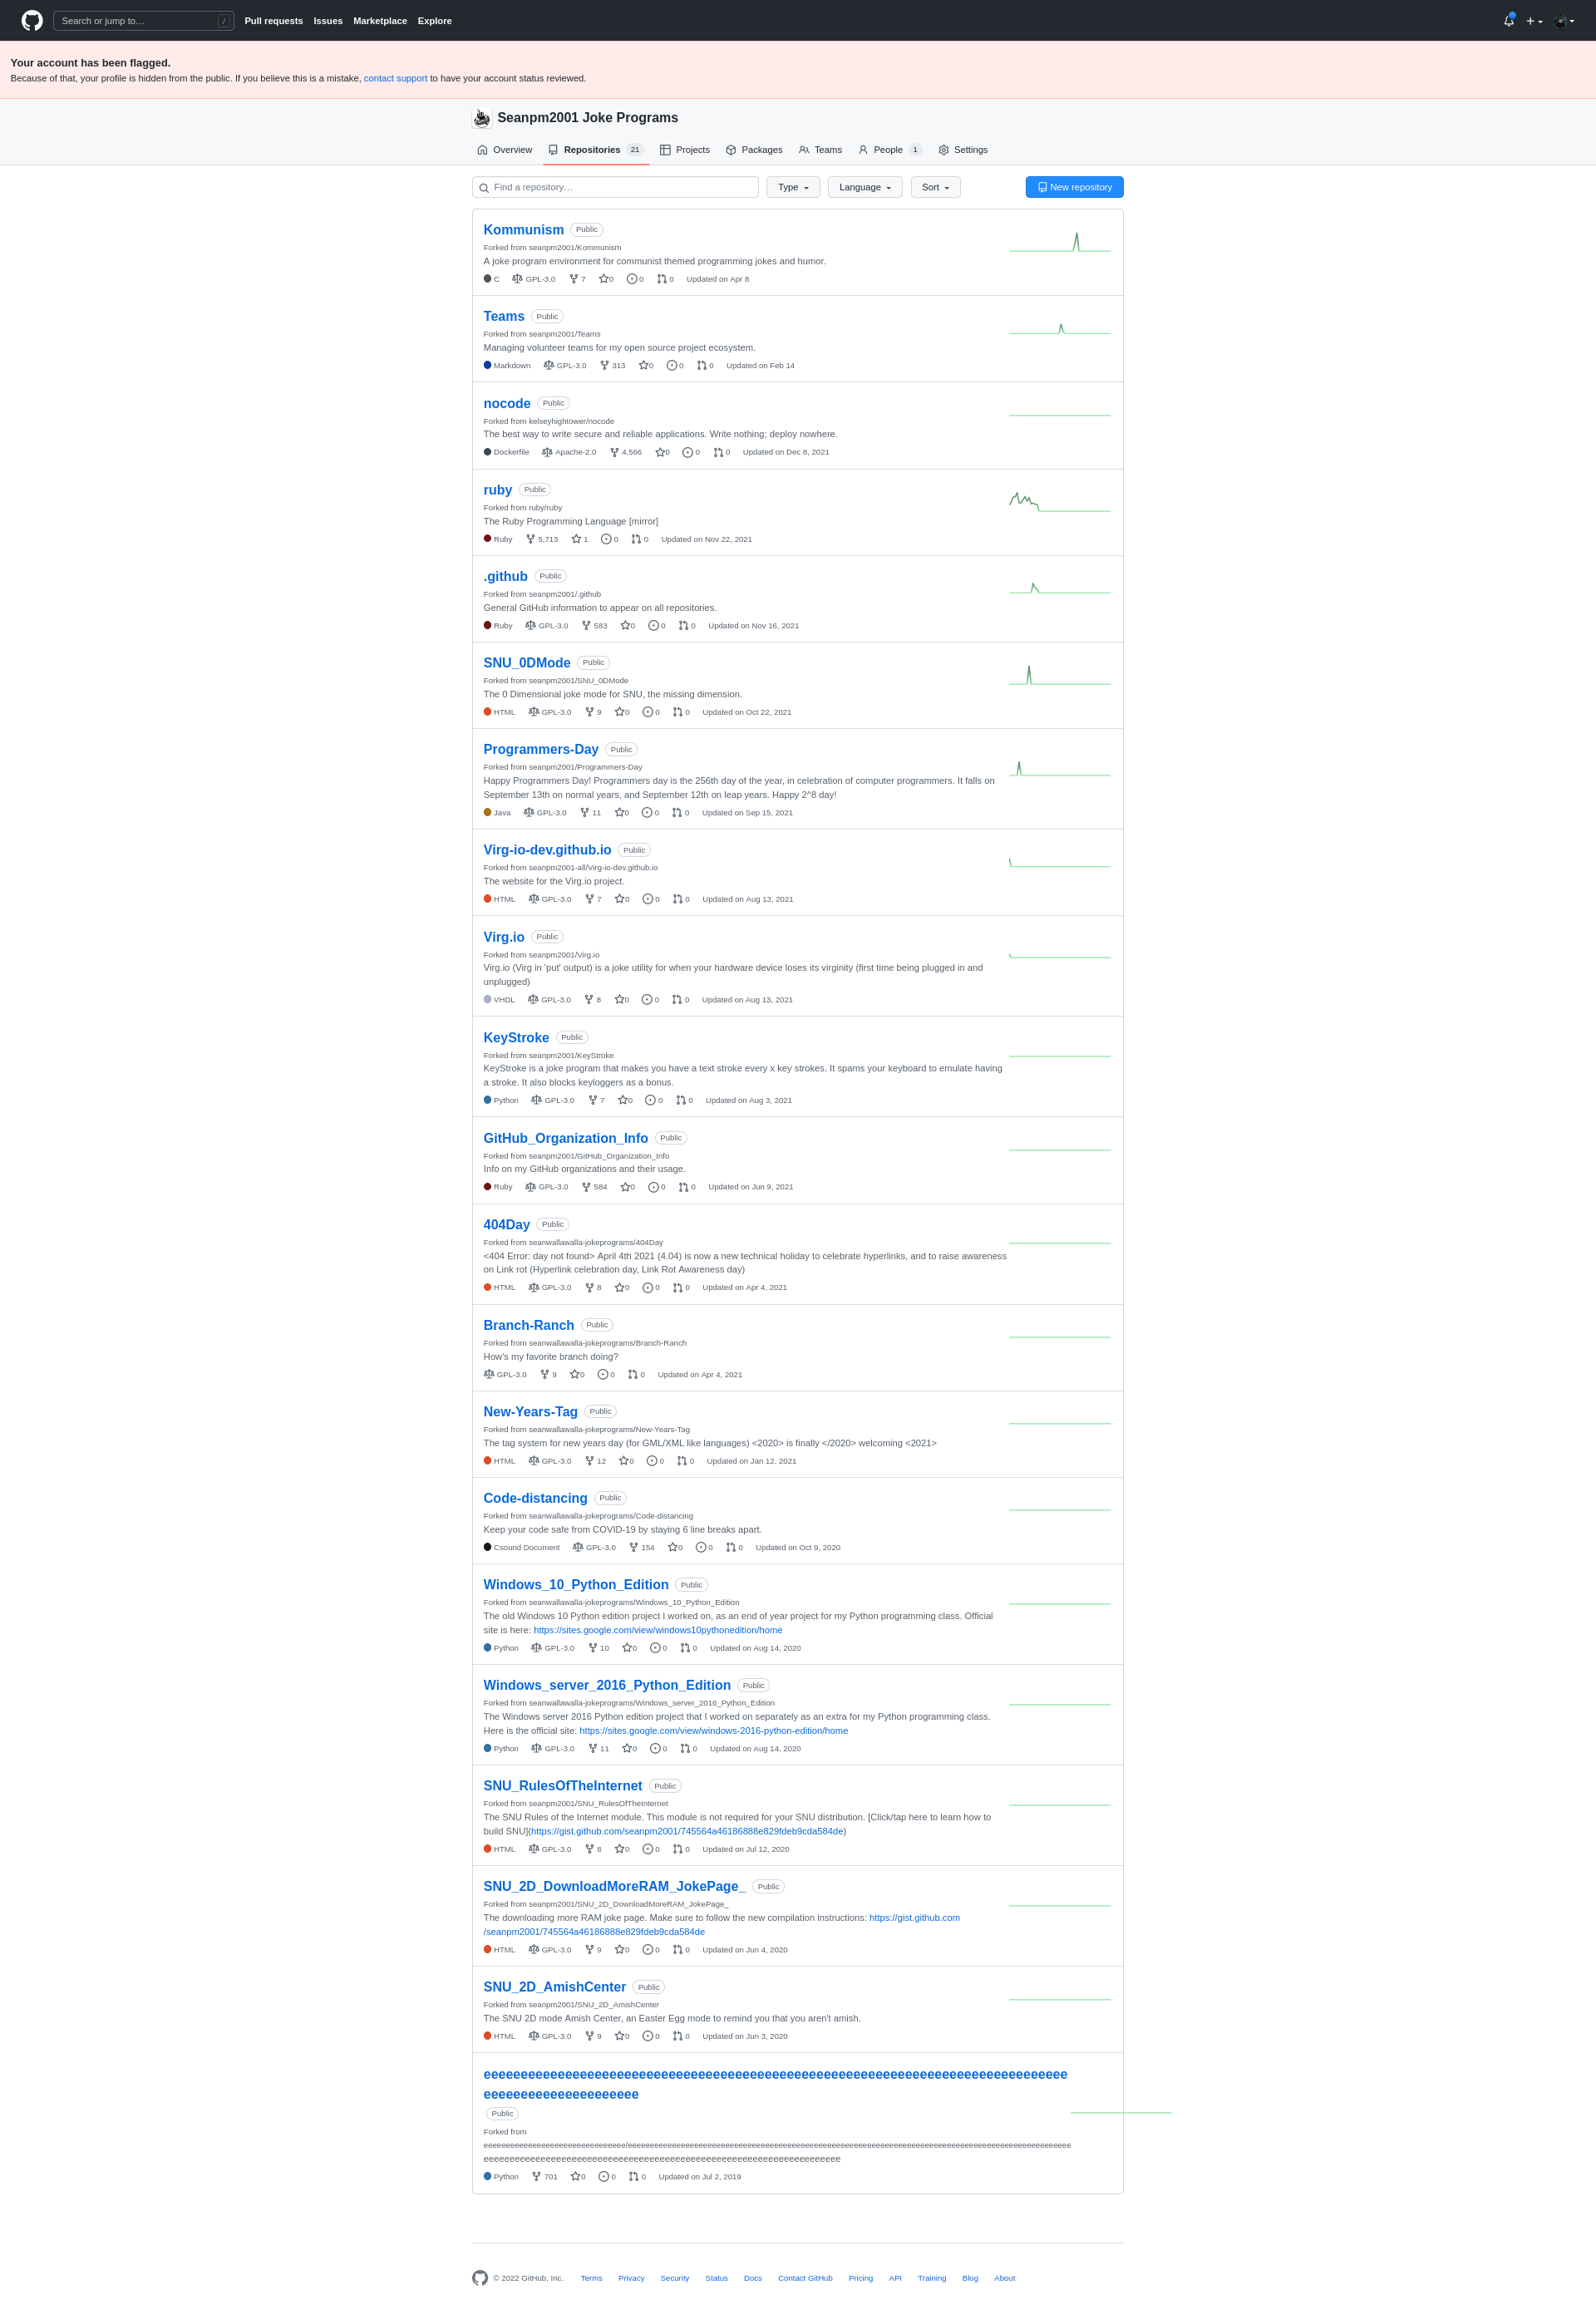 Search or jump to… /
Pull requests Issues Marketplace Explore
Your account has been flagged.
Because of that, your profile is hidden from the public. If you believe this is a mistake, contact support to have your account status reviewed.
Seanpm2001 Joke Programs
Overview Repositories 21 Projects Packages Teams People 1 Settings
Find a repository… Type Language Sort New repository
Kommunism Public
Forked from seanpm2001/Kommunism
A joke program environment for communist themed programming jokes and humor.
C GPL-3.0 7 0 0 0 Updated on Apr 8
Teams Public
Forked from seanpm2001/Teams
Managing volunteer teams for my open source project ecosystem.
Markdown GPL-3.0 313 0 0 0 Updated on Feb 14
nocode Public
Forked from kelseyhightower/nocode
The best way to write secure and reliable applications. Write nothing; deploy nowhere.
Dockerfile Apache-2.0 4,566 0 0 0 Updated on Dec 8, 2021
ruby Public
Forked from ruby/ruby
The Ruby Programming Language [mirror]
Ruby 5,713 1 0 0 Updated on Nov 22, 2021
.github Public
Forked from seanpm2001/.github
General GitHub information to appear on all repositories.
Ruby GPL-3.0 583 0 0 0 Updated on Nov 16, 2021
SNU_0DMode Public
Forked from seanpm2001/SNU_0DMode
The 0 Dimensional joke mode for SNU, the missing dimension.
HTML GPL-3.0 9 0 0 0 Updated on Oct 22, 2021
Programmers-Day Public
Forked from seanpm2001/Programmers-Day
Happy Programmers Day! Programmers day is the 256th day of the year, in celebration of computer programmers. It falls on
September 13th on normal years, and September 12th on leap years. Happy 2^8 day!
Java GPL-3.0 11 0 0 0 Updated on Sep 15, 2021
Virg-io-dev.github.io Public
Forked from seanpm2001-all/Virg-io-dev.github.io
The website for the Virg.io project.
HTML GPL-3.0 7 0 0 0 Updated on Aug 13, 2021
Virg.io Public
Forked from seanpm2001/Virg.io
Virg.io (Virg in 'put' output) is a joke utility for when your hardware device loses its virginity (first time being plugged in and
unplugged)
VHDL GPL-3.0 8 0 0 0 Updated on Aug 13, 2021
KeyStroke Public
Forked from seanpm2001/KeyStroke
KeyStroke is a joke program that makes you have a text stroke every x key strokes. It spams your keyboard to emulate having
a stroke. It also blocks keyloggers as a bonus.
Python GPL-3.0 7 0 0 0 Updated on Aug 3, 2021
GitHub_Organization_Info Public
Forked from seanpm2001/GitHub_Organization_Info
Info on my GitHub organizations and their usage.
Ruby GPL-3.0 584 0 0 0 Updated on Jun 9, 2021
404Day Public
Forked from seanwallawalla-jokeprograms/404Day
<404 Error: day not found> April 4th 2021 (4.04) is now a new technical holiday to celebrate hyperlinks, and to raise awareness
on Link rot (Hyperlink celebration day, Link Rot Awareness day)
HTML GPL-3.0 8 0 0 0 Updated on Apr 4, 2021
Branch-Ranch Public
Forked from seanwallawalla-jokeprograms/Branch-Ranch
How's my favorite branch doing?
GPL-3.0 9 0 0 0 Updated on Apr 4, 2021
New-Years-Tag Public
Forked from seanwallawalla-jokeprograms/New-Years-Tag
The tag system for new years day (for GML/XML like languages) <2020> is finally </2020> welcoming <2021>
HTML GPL-3.0 12 0 0 0 Updated on Jan 12, 2021
Code-distancing Public
Forked from seanwallawalla-jokeprograms/Code-distancing
Keep your code safe from COVID-19 by staying 6 line breaks apart.
Csound Document GPL-3.0 154 0 0 0 Updated on Oct 9, 2020
Windows_10_Python_Edition Public
Forked from seanwallawalla-jokeprograms/Windows_10_Python_Edition
The old Windows 10 Python edition project I worked on, as an end of year project for my Python programming class. Official
site is here: https://sites.google.com/view/windows10pythonedition/home
Python GPL-3.0 10 0 0 0 Updated on Aug 14, 2020
Windows_server_2016_Python_Edition Public
Forked from seanwallawalla-jokeprograms/Windows_server_2016_Python_Edition
The Windows server 2016 Python edition project that I worked on separately as an extra for my Python programming class.
Here is the official site: https://sites.google.com/view/windows-2016-python-edition/home
Python GPL-3.0 11 0 0 0 Updated on Aug 14, 2020
SNU_RulesOfTheInternet Public
Forked from seanpm2001/SNU_RulesOfTheInternet
The SNU Rules of the Internet module. This module is not required for your SNU distribution. [Click/tap here to learn how to
build SNU](https://gist.github.com/seanpm2001/745564a46186888e829fdeb9cda584de)
HTML GPL-3.0 8 0 0 0 Updated on Jul 12, 2020
SNU_2D_DownloadMoreRAM_JokePage_ Public
Forked from seanpm2001/SNU_2D_DownloadMoreRAM_JokePage_
The downloading more RAM joke page. Make sure to follow the new compilation instructions: https://gist.github.com
/seanpm2001/745564a46186888e829fdeb9cda584de
HTML GPL-3.0 9 0 0 0 Updated on Jun 4, 2020
SNU_2D_AmishCenter Public
Forked from seanpm2001/SNU_2D_AmishCenter
The SNU 2D mode Amish Center, an Easter Egg mode to remind you that you aren't amish.
HTML GPL-3.0 9 0 0 0 Updated on Jun 3, 2020
eeeeeeeeeeeeeeeeeeeeeeeeeeeeeeeeeeeeeeeeeeeeeeeeeeeeeeeeeeeeeeeeeeeeeeeeeeeeeee
eeeeeeeeeeeeeeeeeeeee
Public
Forked from
eeeeeeeeeeeeeeeeeeeeeeeeeeeeeeee/eeeeeeeeeeeeeeeeeeeeeeeeeeeeeeeeeeeeeeeeeeeeeeeeeeeeeeeeeeeeeeeeeeeeeeeeeeeeeeeeeeeeeeeeeeeeeeeeeeee
eeeeeeeeeeeeeeeeeeeeeeeeeeeeeeeeeeeeeeeeeeeeeeeeeeeeeeeeeeeeeeeeeeeeee
Python 701 0 0 0 Updated on Jul 2, 2019
© 2022 GitHub, Inc. Terms Privacy Security Status Docs Contact GitHub Pricing API Training Blog About